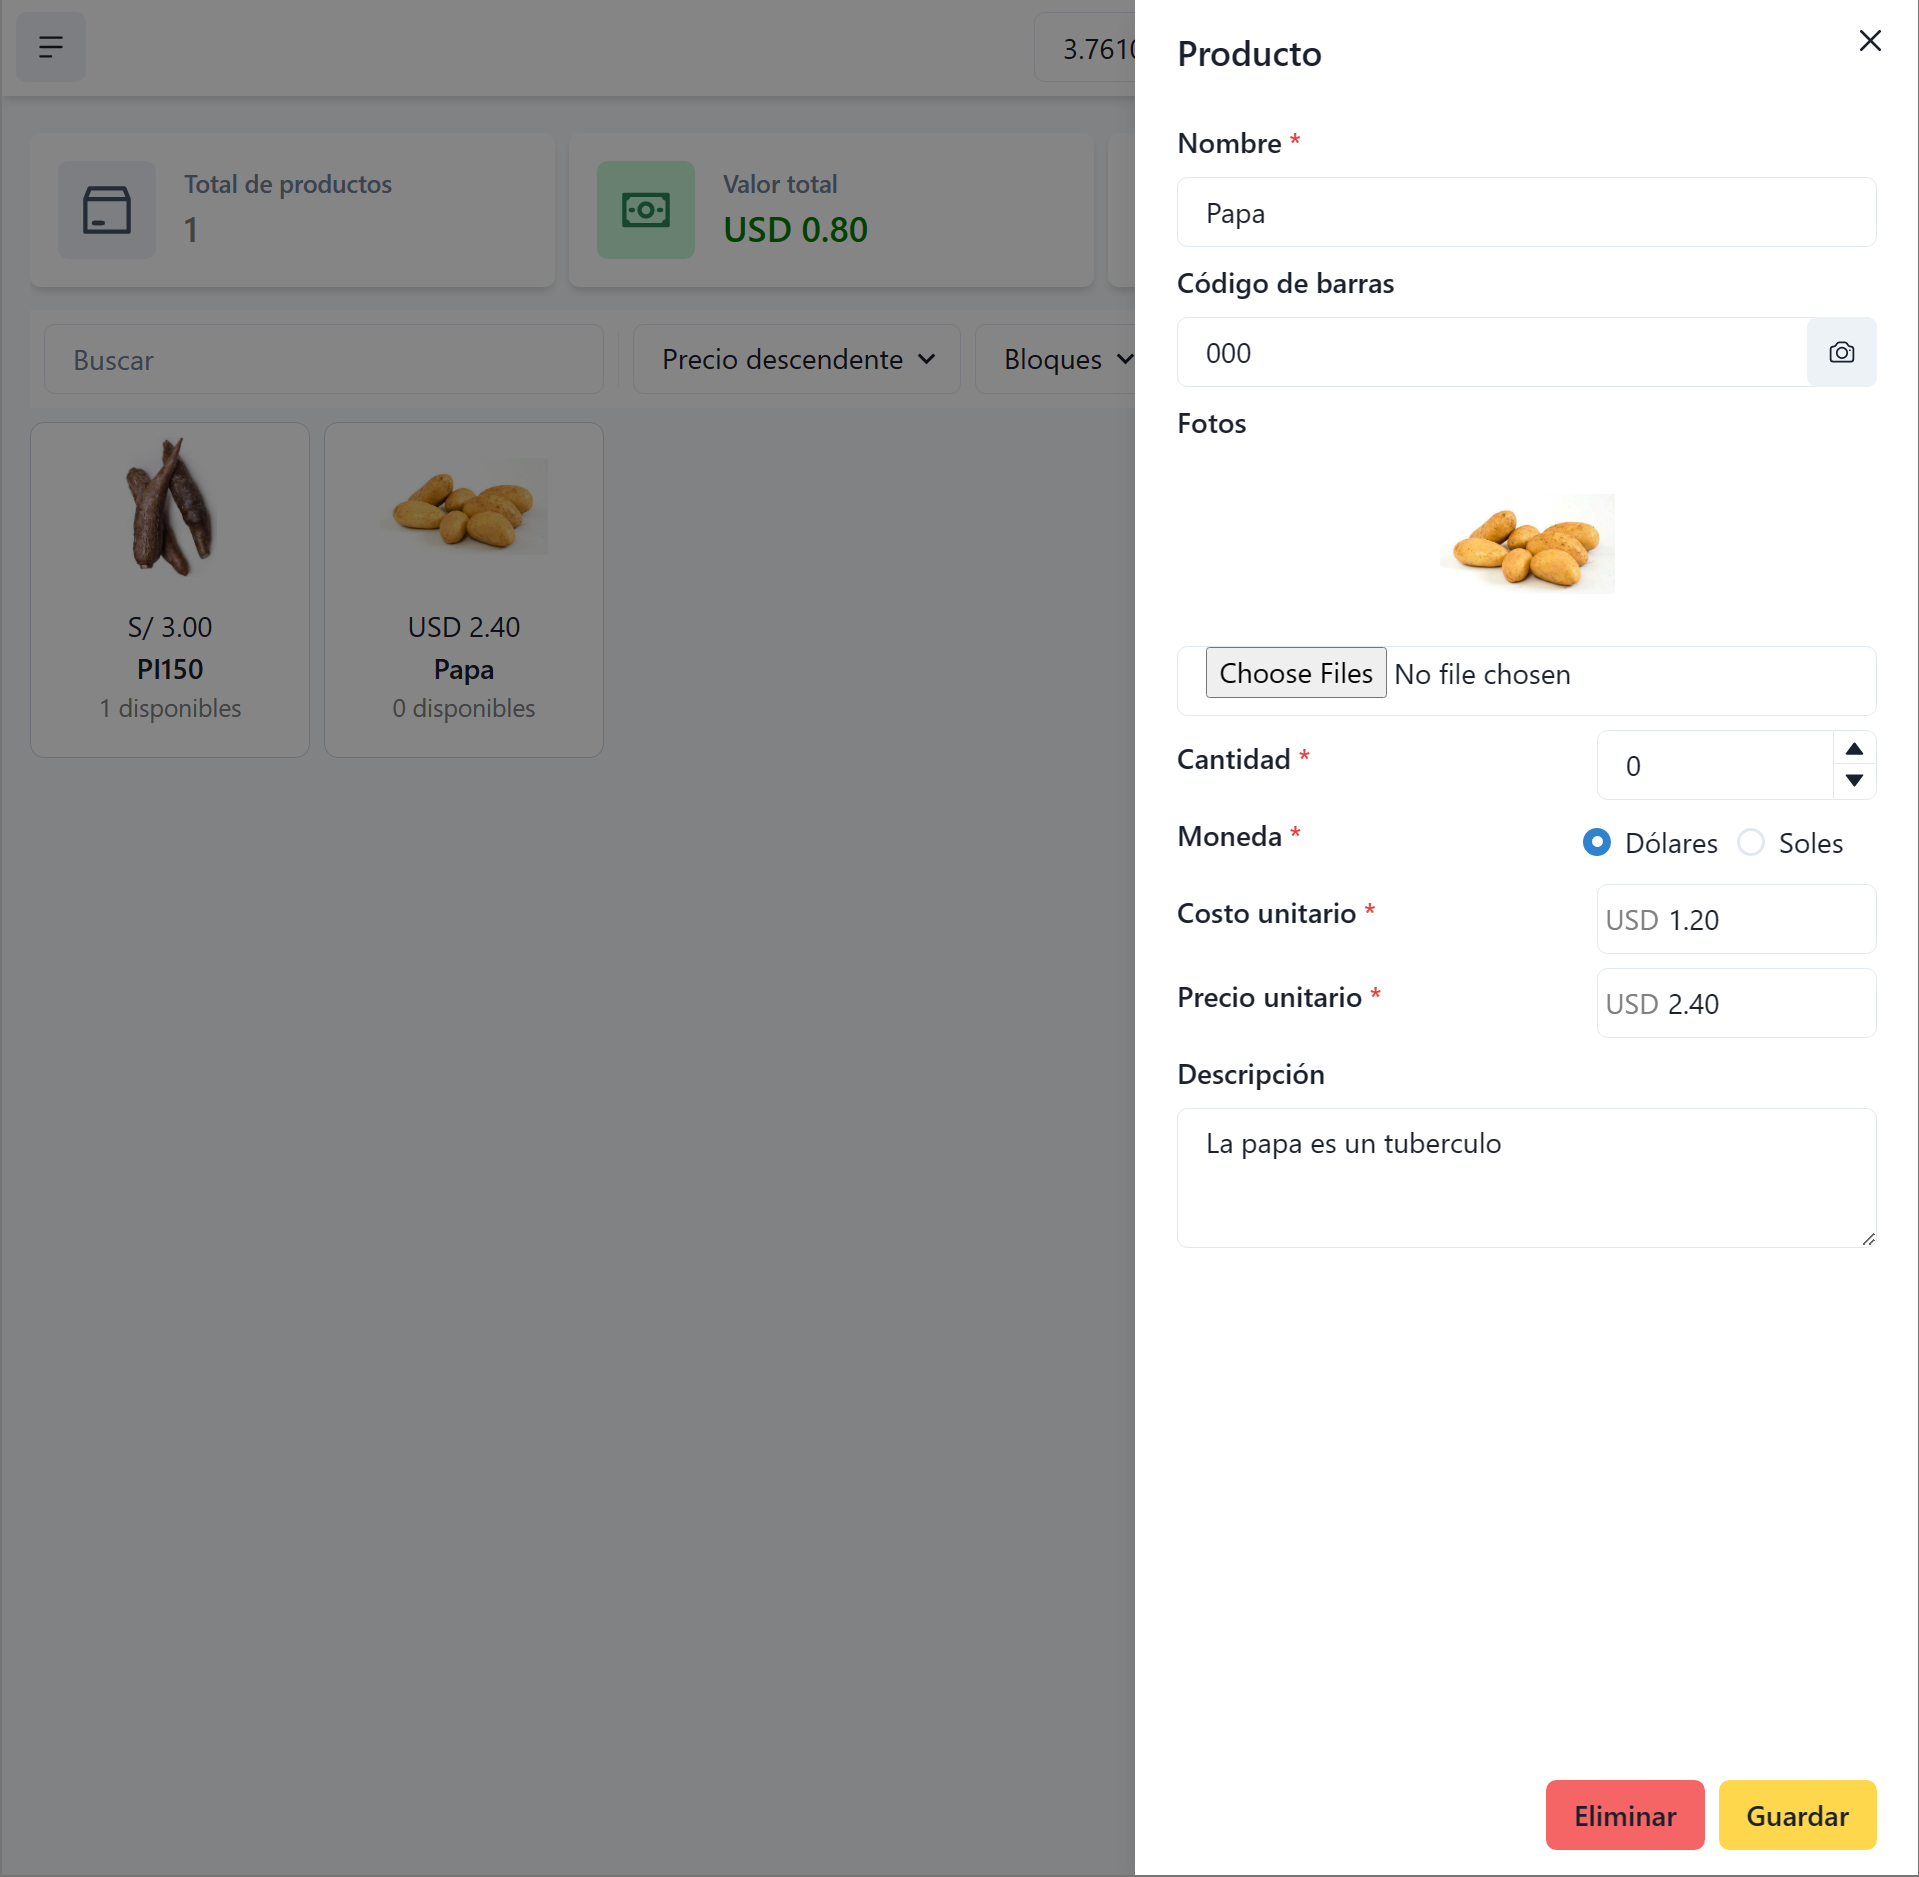 3.761
Total de productos
1
Valor total
USD 0.80
Buscar
Precio descendente
Bloques
S/ 3.00
PI150
1 disponibles
USD 2.40
Papa
0 disponibles
Producto
Nombre *
Papa
Código de barras
000
Fotos
Choose Files No file chosen
Cantidad *
0
Moneda *
Dólares Soles
Costo unitario *
USD 1.20
Precio unitario *
USD 2.40
Descripción
La papa es un tuberculo
Eliminar Guardar